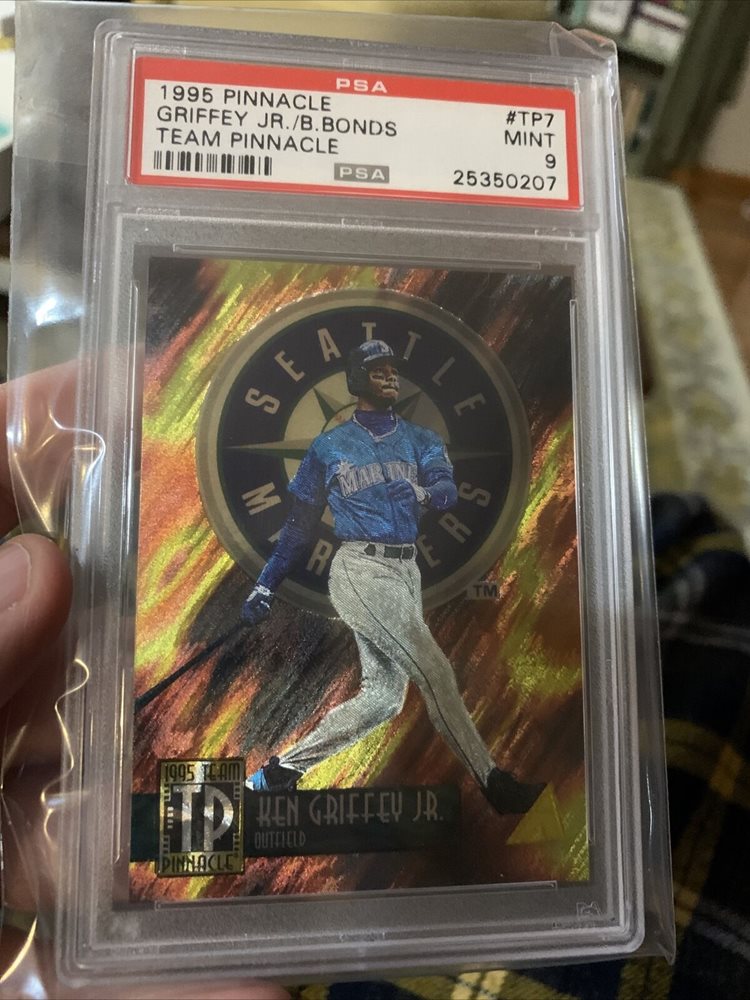 PSA
1995 PINNACLE #TP7
GRIFFEY JR./B.BONDS MINT
TEAM PINNACLE 9
PSA 25350207
SEATTLE
MARINERS
MARINE
TM
1995 TEAM
TP
PINNACLE
KEN GRIFFEY JR.
OUTFIELD